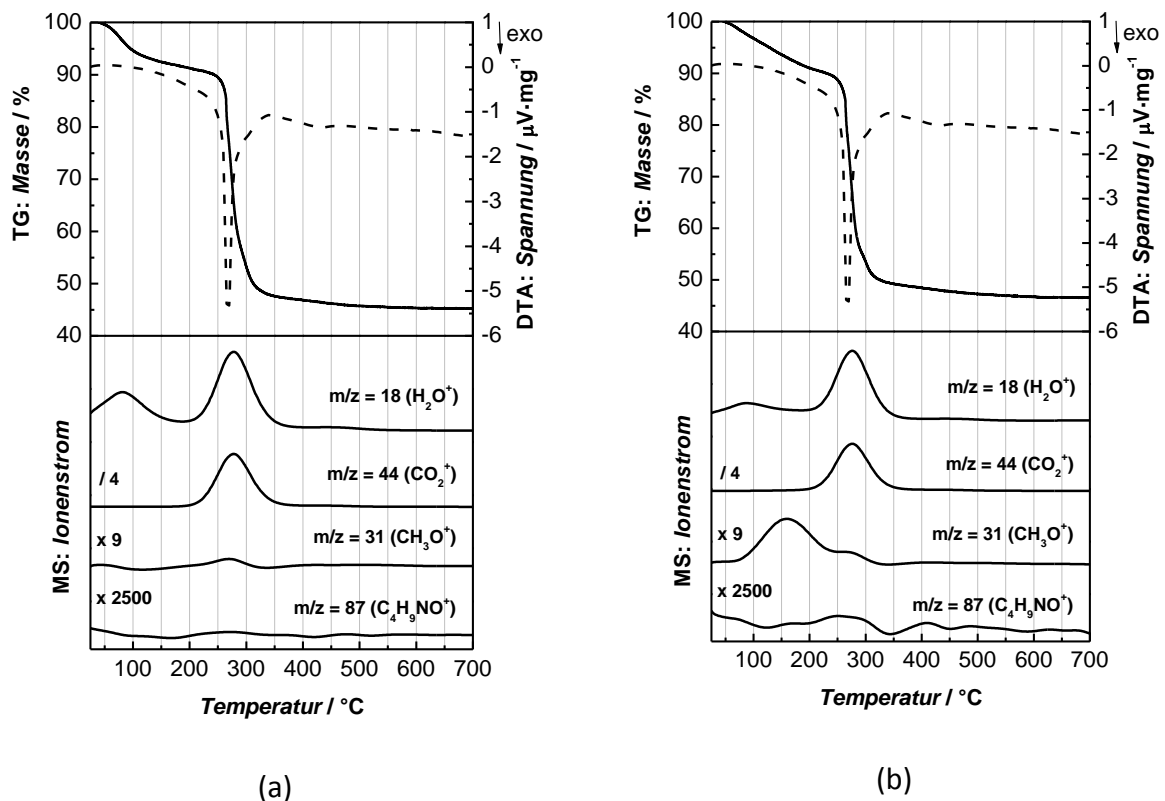 100
90
80
70
60
50
40
TG: Masse / %
1
0
-1
-2
-3
-4
-5
-6
exo
DTA: Spannung / µV·mg⁻¹
m/z = 18 (H₂O⁺)
/ 4
m/z = 44 (CO₂⁺)
x 9
m/z = 31 (CH₃O⁺)
x 2500
m/z = 87 (C₄H₉NO⁺)
MS: Ionenstrom
100 200 300 400 500 600 700
Temperatur / °C
(a)
100
90
80
70
60
50
40
TG: Masse / %
1
0
-1
-2
-3
-4
-5
-6
exo
DTA: Spannung / µV·mg⁻¹
m/z = 18 (H₂O⁺)
/ 4
m/z = 44 (CO₂⁺)
x 9
m/z = 31 (CH₃O⁺)
x 2500
m/z = 87 (C₄H₉NO⁺)
MS: Ionenstrom
100 200 300 400 500 600 700
Temperatur / °C
(b)